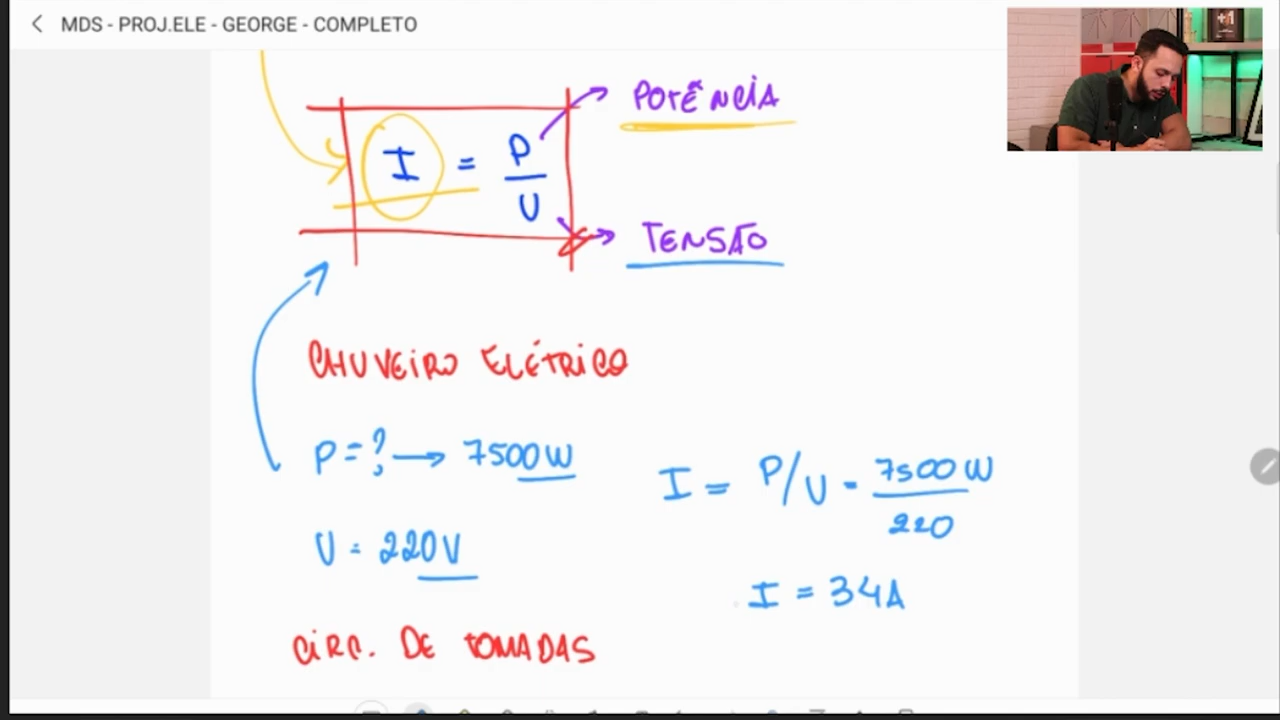 MDS - PROJ.ELE - GEORGE - COMPLETO
I = P/U
POTÊNCIA
TENSÃO
CHUVEIRO ELÉTRICO
P = ? → 7500W
U = 220V
I = P/U = 7500W/220
I = 34A
CIRC. DE TOMADAS